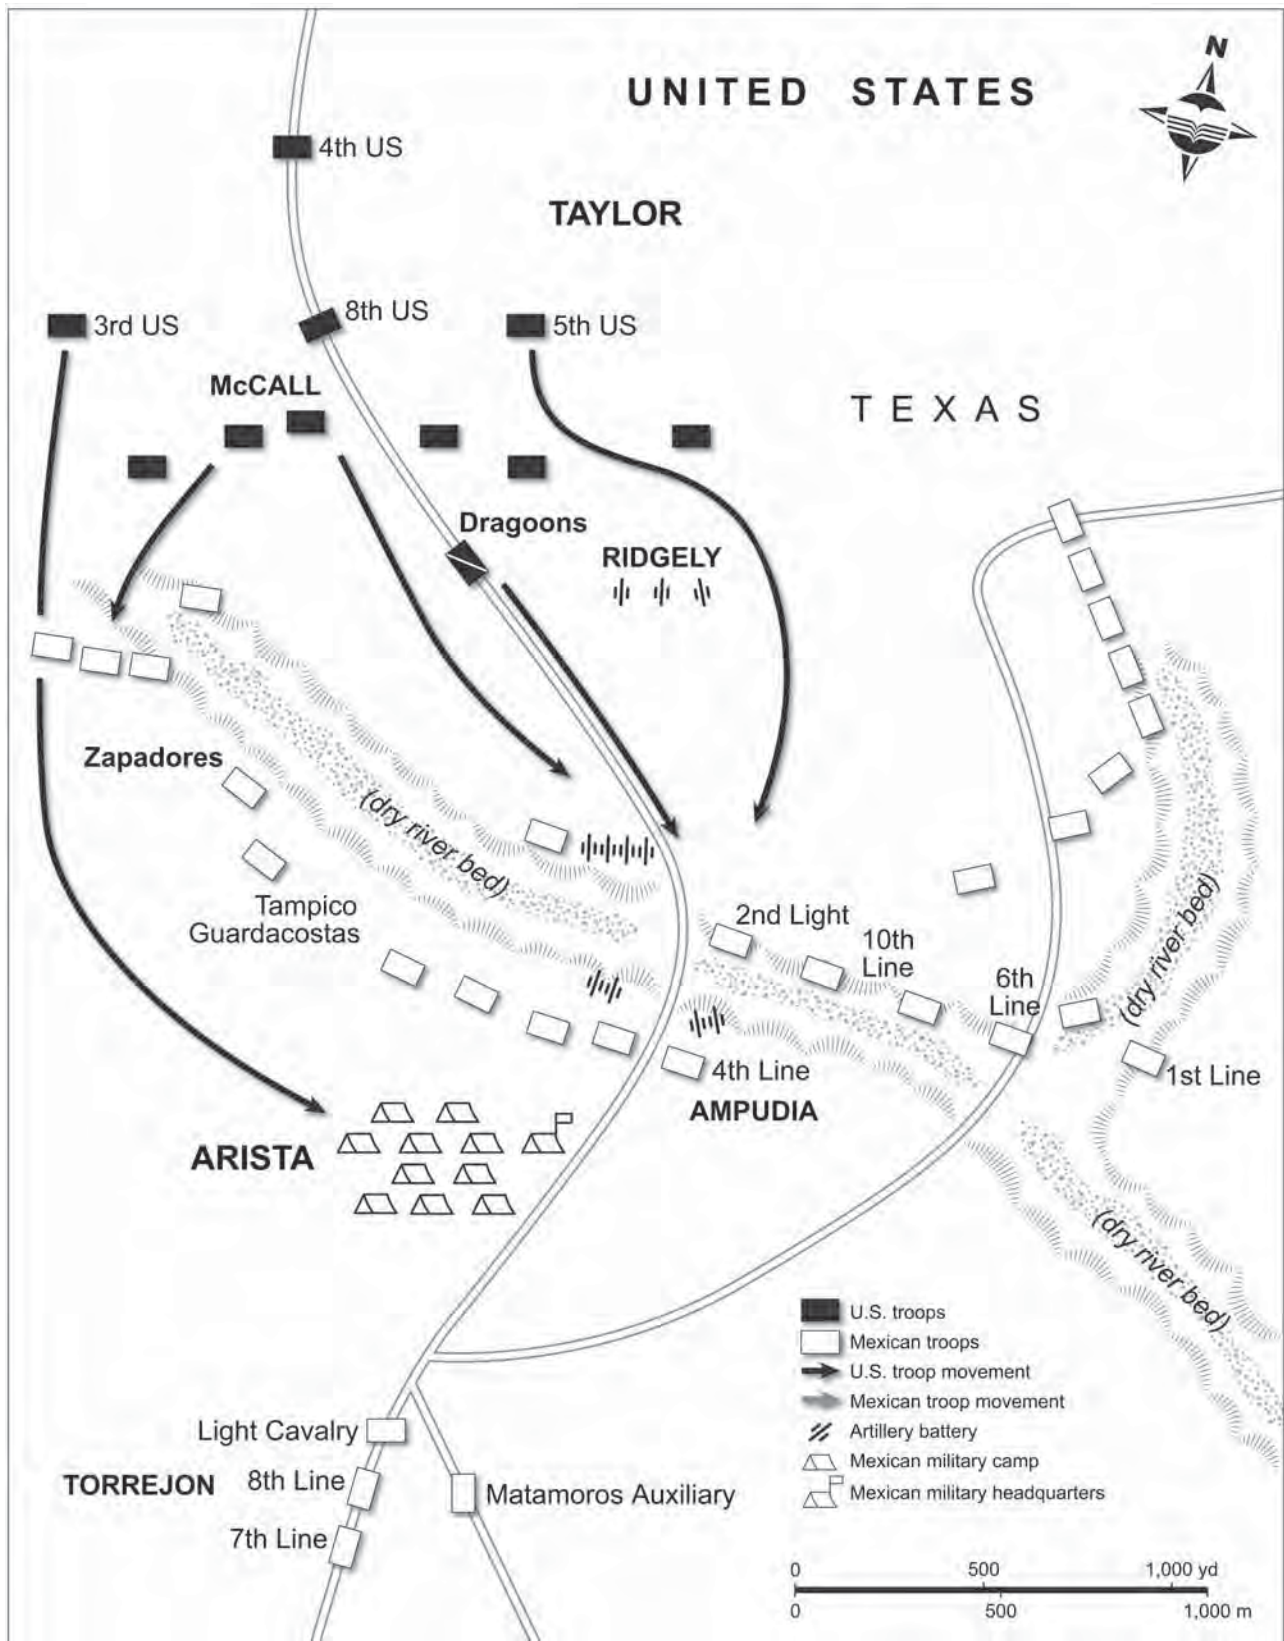 N
UNITED STATES
4th US
TAYLOR
8th US
3rd US
5th US
McCALL
TEXAS
Dragoons
RIDGELY
Zapadores
(dry river bed)
Tampico
Guardacostas
2nd Light
10th
Line
6th
Line
(dry river bed)
4th Line
1st Line
AMPUDIA
ARISTA
(dry river bed)
U.S. troops
Mexican troops
U.S. troop movement
Mexican troop movement
Artillery battery
Mexican military camp
Mexican military headquarters
Light Cavalry
TORREJON
8th Line
Matamoros Auxiliary
7th Line
0 500 1,000 yd
0 500 1,000 m